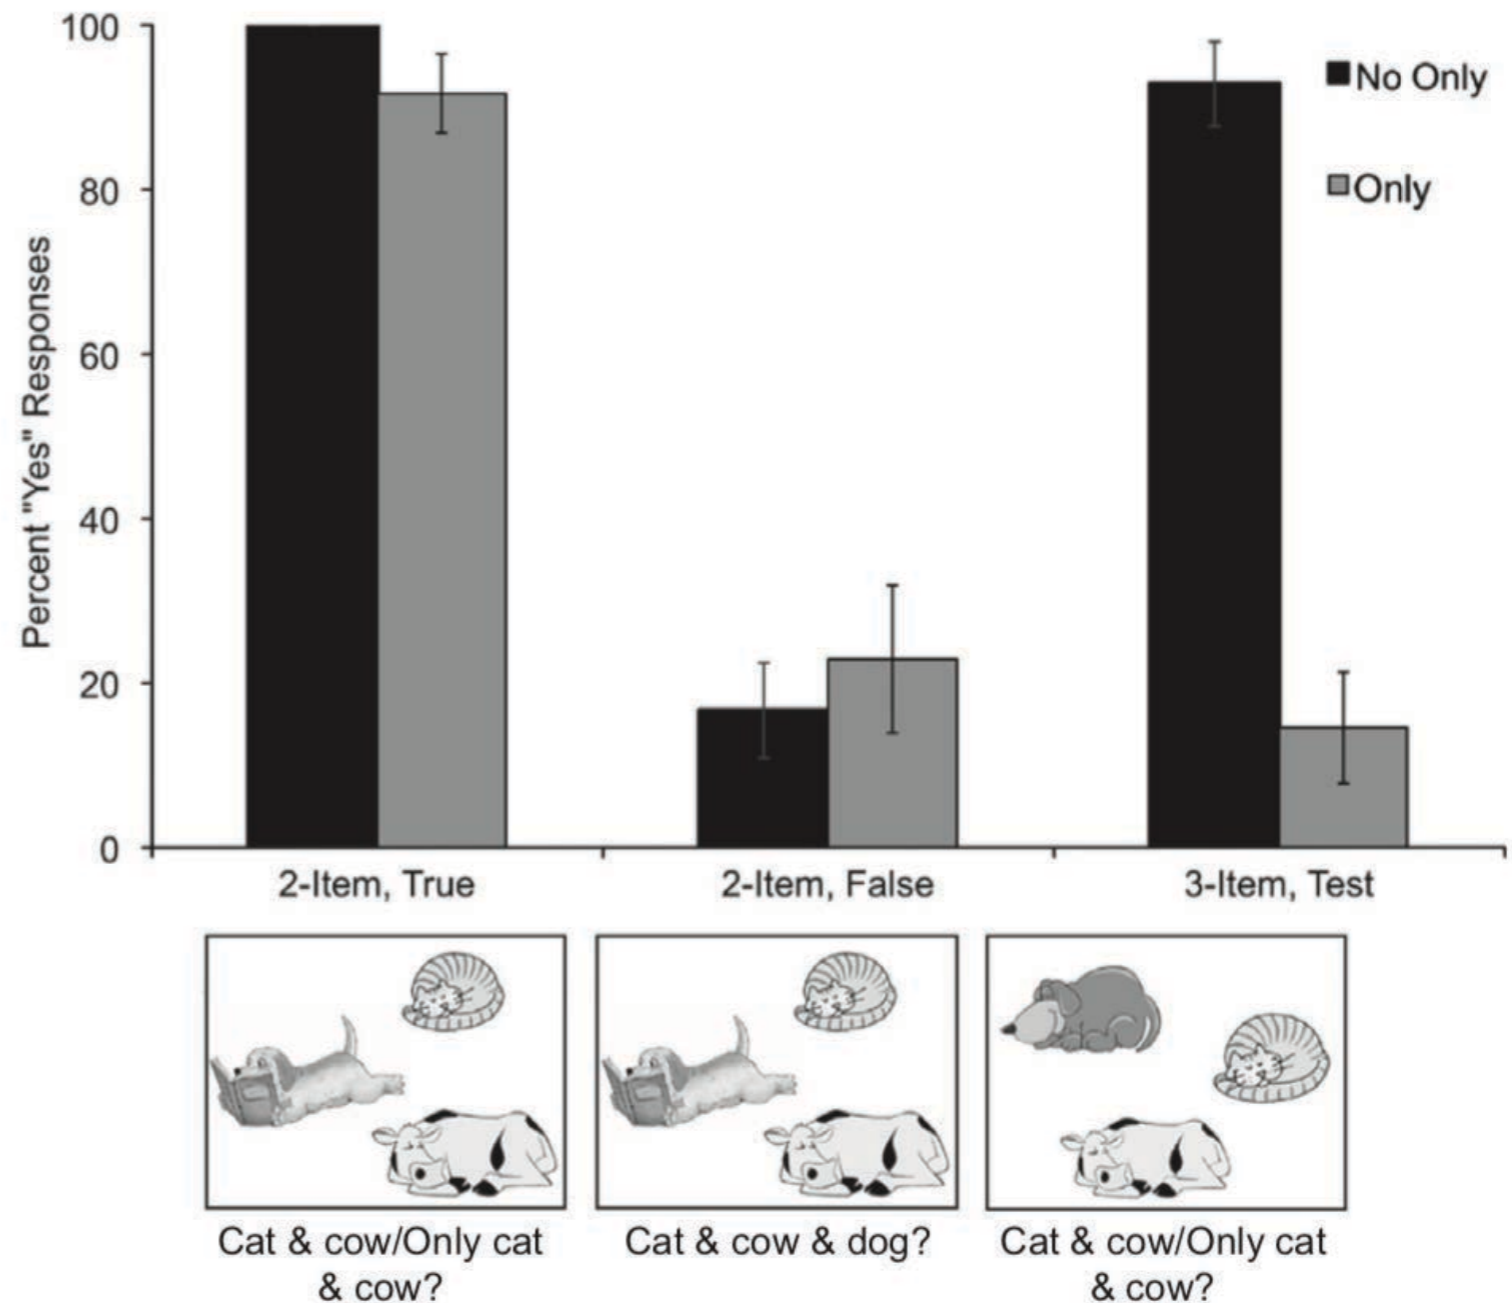 100
80
60
40
20
0
Percent "Yes" Responses
No Only
Only
2-Item, True
2-Item, False
3-Item, Test
Cat & cow/Only cat
& cow?
Cat & cow & dog?
Cat & cow/Only cat
& cow?